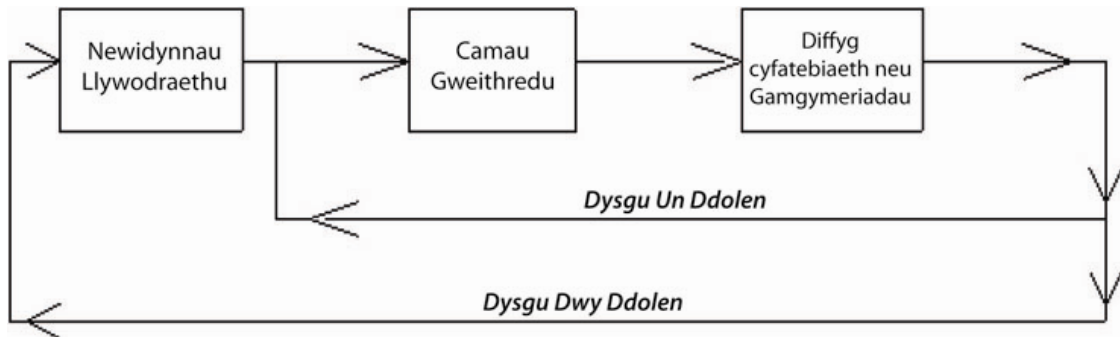 Newidynnau
Llywodraethu
Camau
Gweithredu
Diffyg
cyfatebiaeth neu
Gamgymeriadau
Dysgu Un Ddolen
Dysgu Dwy Ddolen